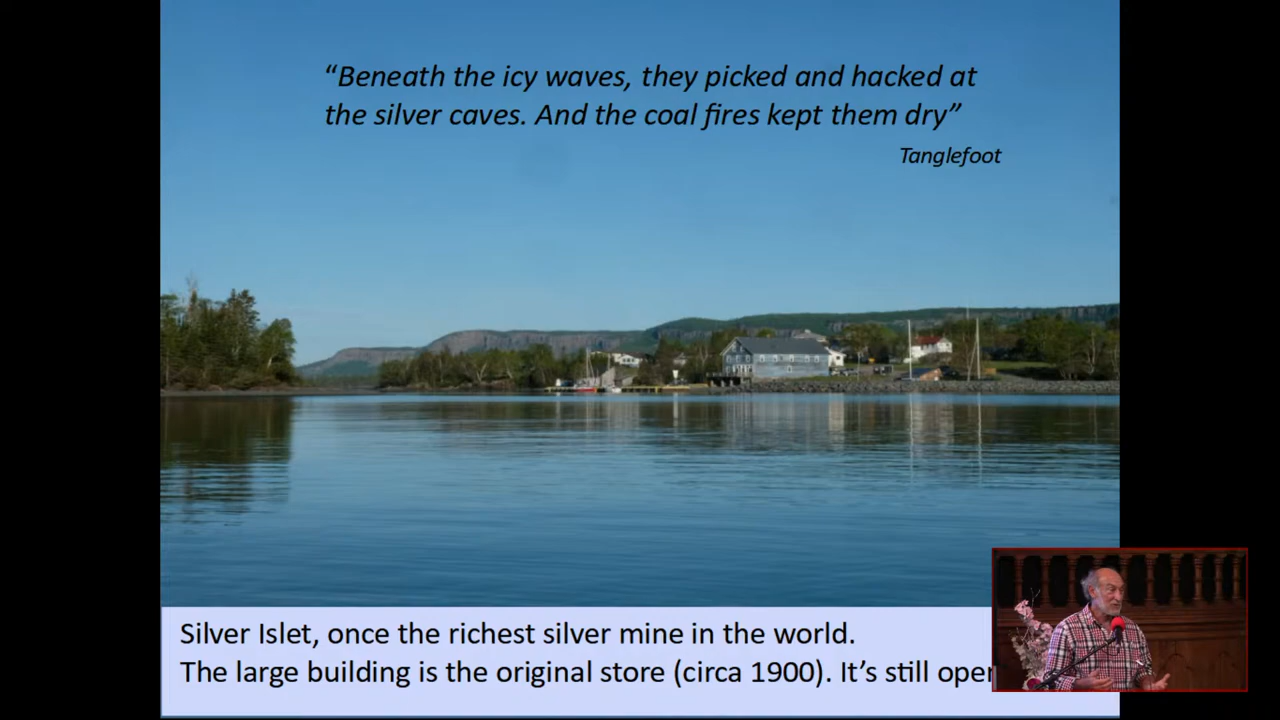 “Beneath the icy waves, they picked and hacked at
the silver caves. And the coal fires kept them dry”
Tanglefoot
Silver Islet, once the richest silver mine in the world.
The large building is the original store (circa 1900). It’s still open